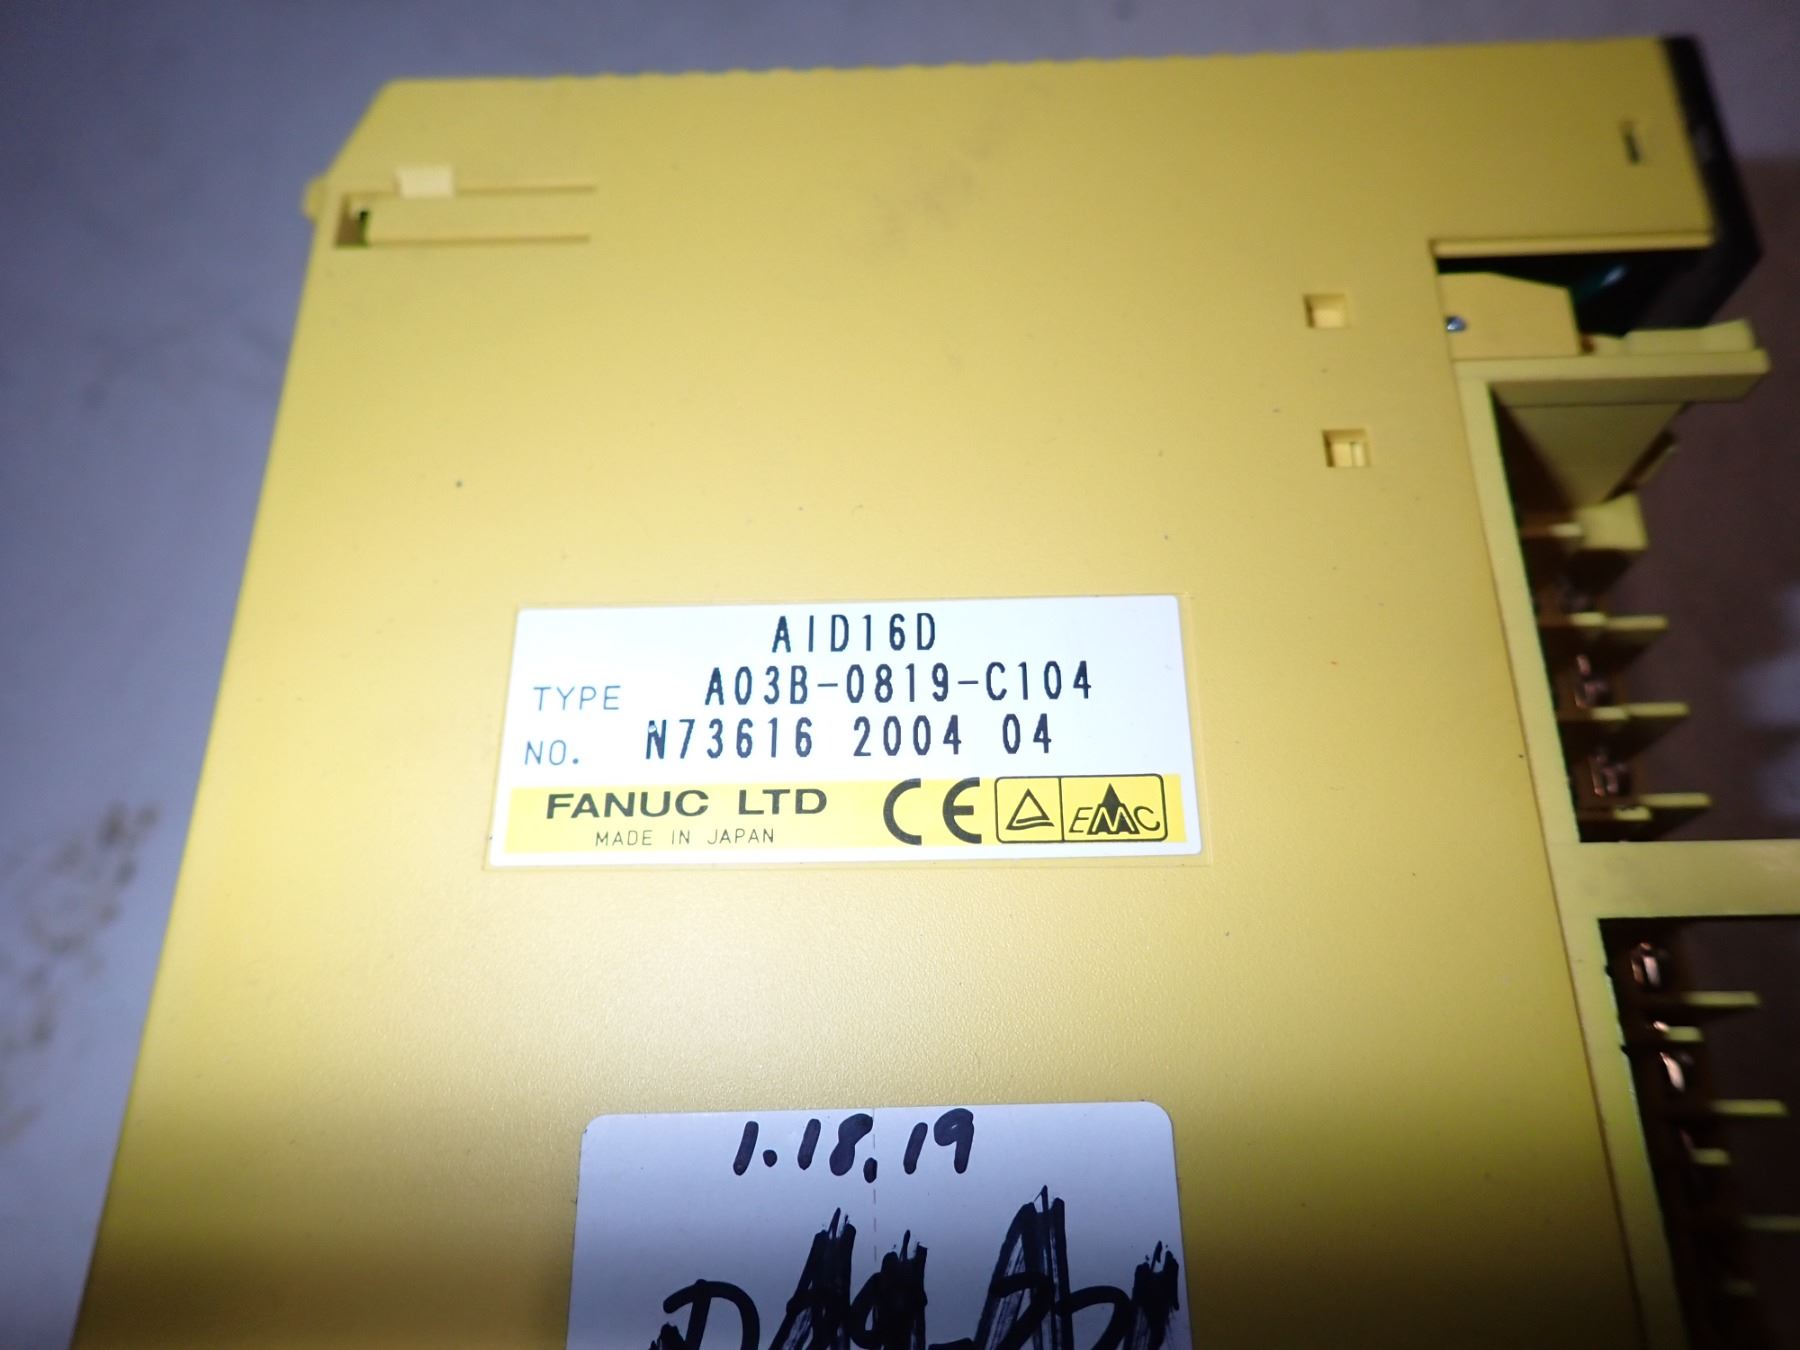 AID16D
TYPE A03B-0819-C104
NO. N73616 2004 04
FANUC LTD CE EMC
MADE IN JAPAN
1.18.19